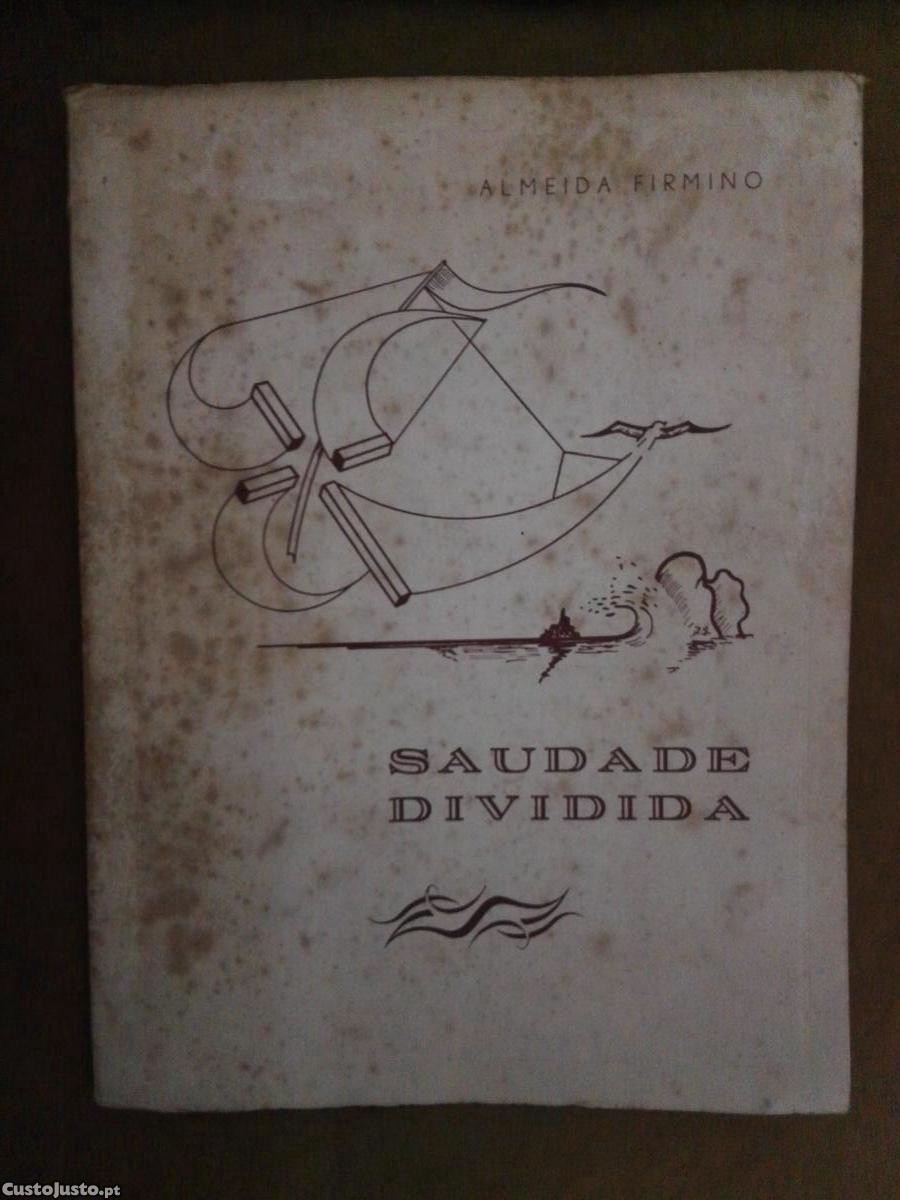 ALMEIDA FIRMINO
SAUDADE
DIVIDIDA
CustoJusto.pt